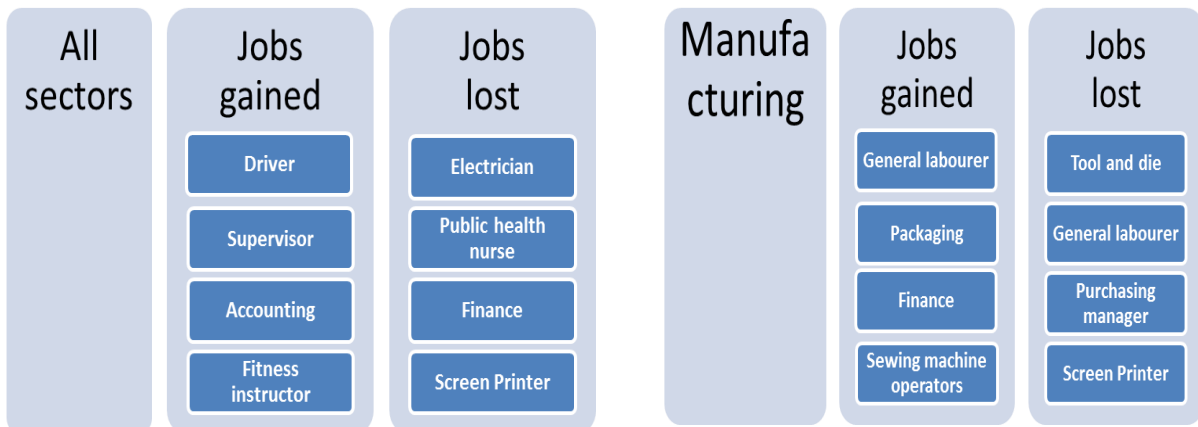 All
sectors
Jobs
gained
Driver
Supervisor
Accounting
Fitness
instructor
Jobs
lost
Electrician
Public health
nurse
Finance
Screen Printer
Manufa
cturing
Jobs
gained
General labourer
Packaging
Finance
Sewing machine
operators
Jobs
lost
Tool and die
General labourer
Purchasing
manager
Screen Printer